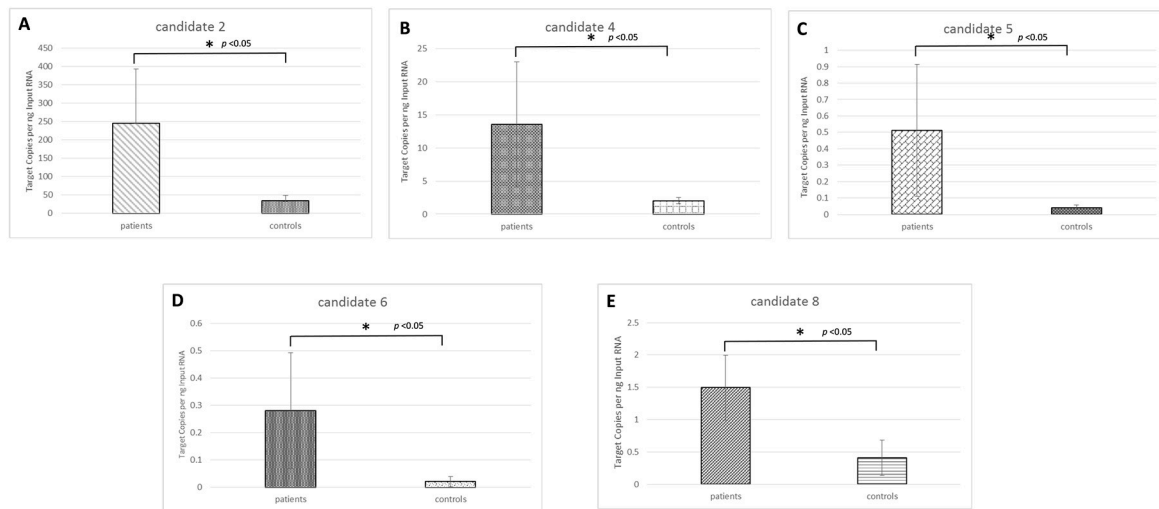 A
candidate 2
* p <0.05
Target Copies per ng Input RNA
450
400
350
300
250
200
150
100
50
0
patients controls
B
candidate 4
* p <0.05
Target Copies per ng Input RNA
25
20
15
10
5
0
patients controls
C
candidate 5
* p <0.05
Target Copies per ng Input RNA
1
0.9
0.8
0.7
0.6
0.5
0.4
0.3
0.2
0.1
0
patients controls
D
candidate 6
* p <0.05
Target Copies per ng Input RNA
0.6
0.5
0.4
0.3
0.2
0.1
0
patients controls
E
candidate 8
* p <0.05
Target Copies per ng Input RNA
2.5
2
1.5
1
0.5
0
patients controls